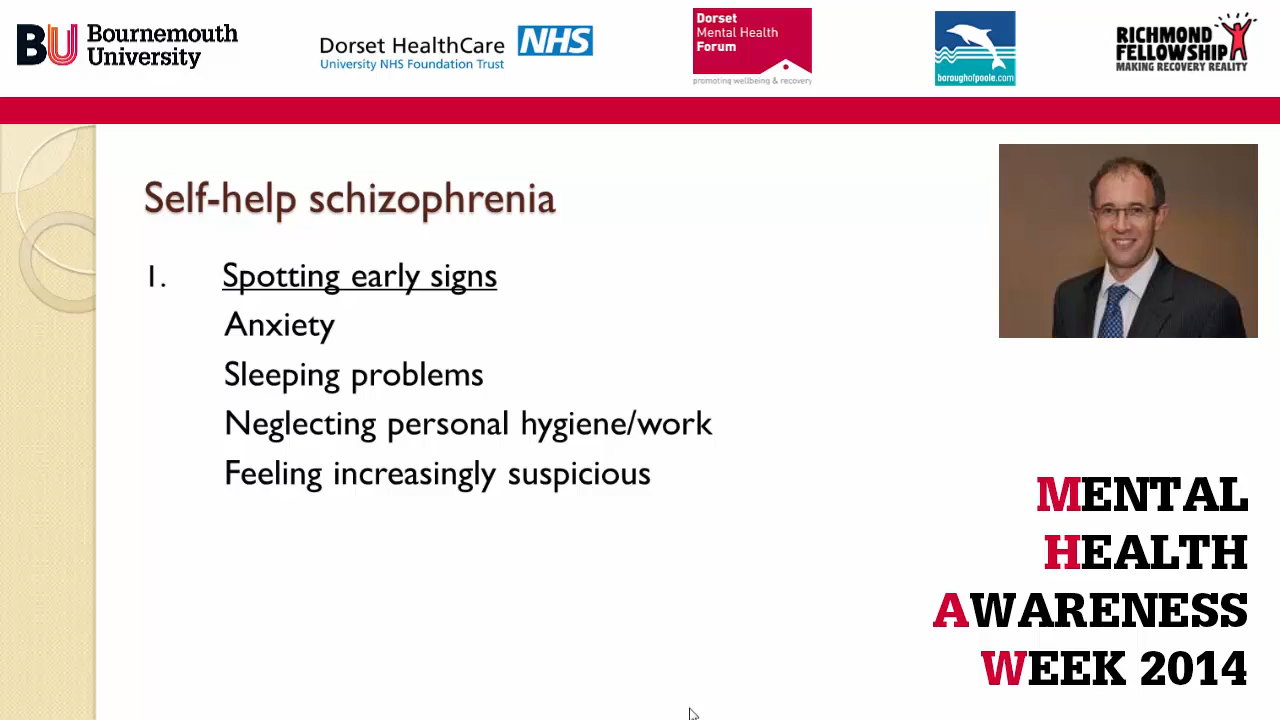 BU Bournemouth
University
Dorset HealthCare NHS
University NHS Foundation Trust
Dorset
Mental Health
Forum
promoting wellbeing & recovery
boroughofpoole.com
RICHMOND
FELLOWSHIP
MAKING RECOVERY REALITY
Self-help schizophrenia
1. Spotting early signs
Anxiety
Sleeping problems
Neglecting personal hygiene/work
Feeling increasingly suspicious
MENTAL
HEALTH
AWARENESS
WEEK 2014